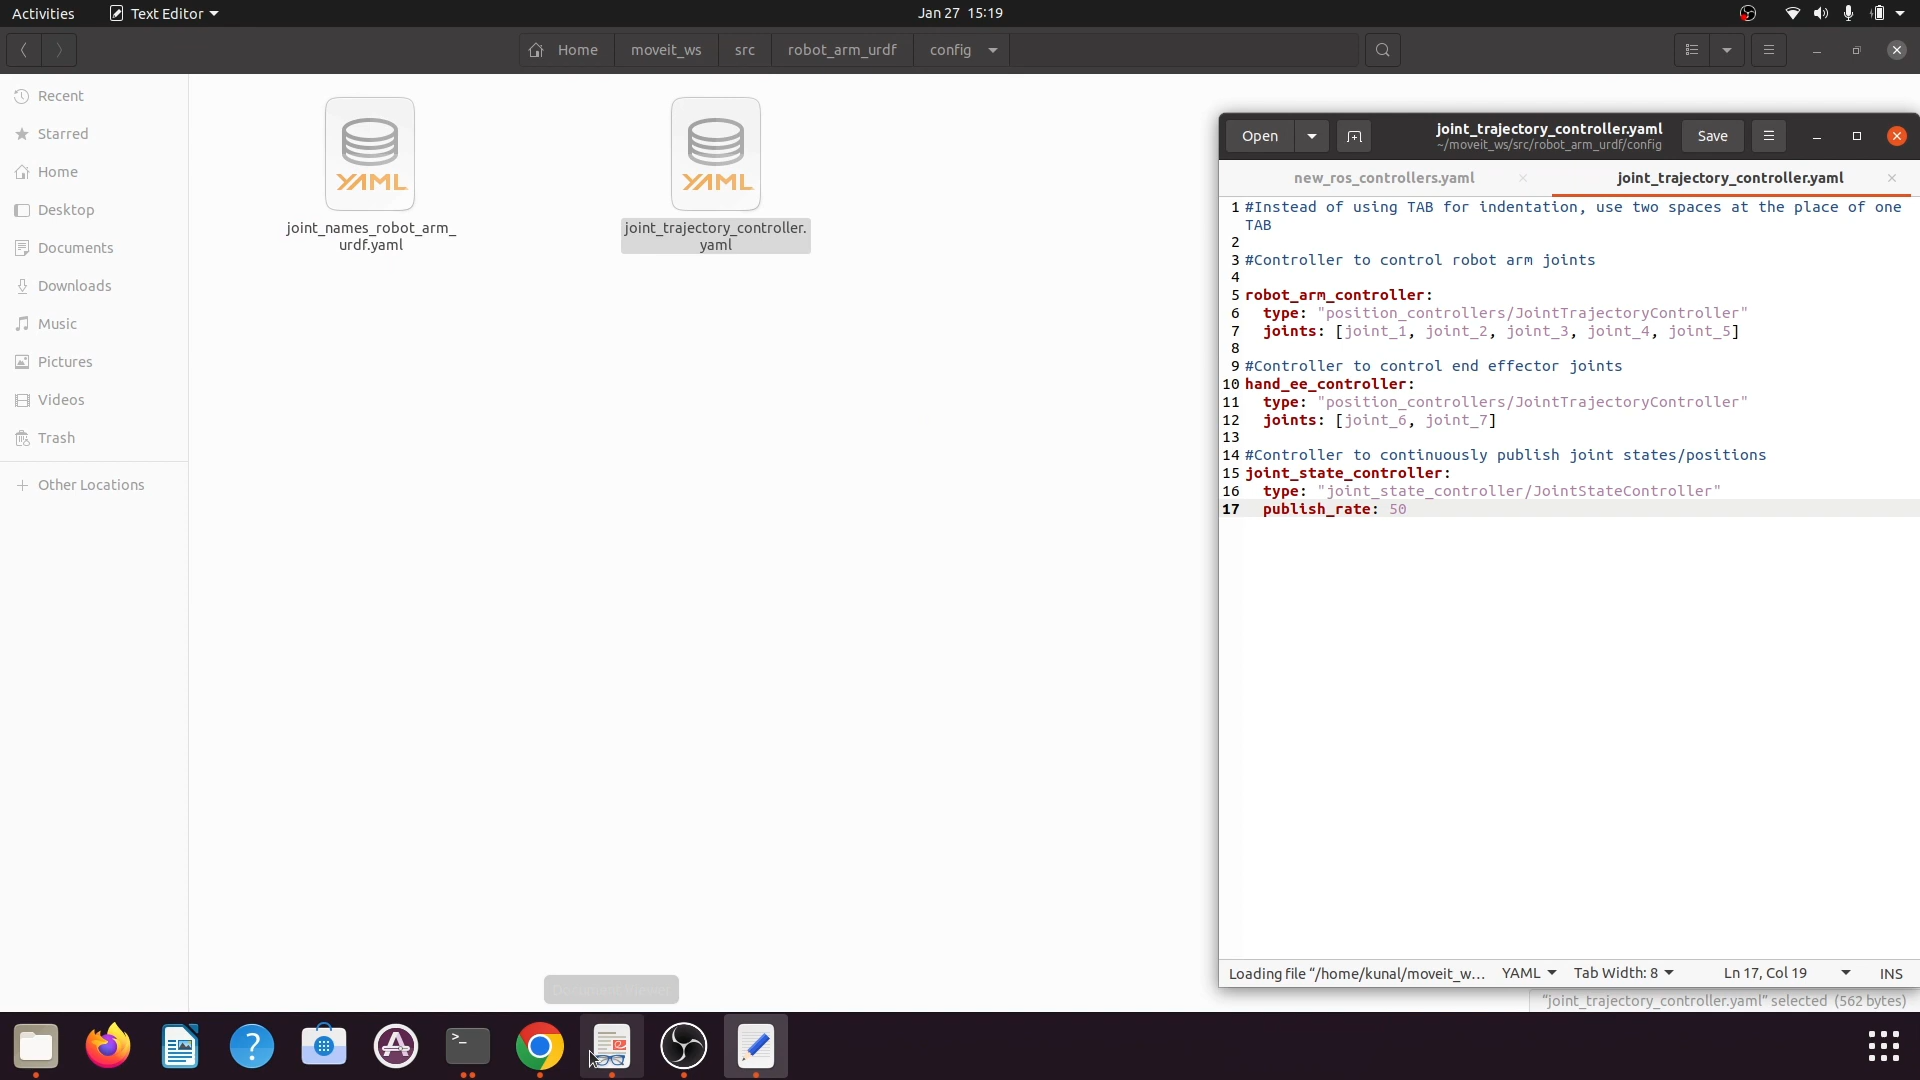 Activities Text Editor Jan 27 15:19
Home moveit_ws src robot_arm_urdf config
Recent
Starred
Home
Desktop
Documents
Downloads
Music
Pictures
Videos
Trash
Other Locations
YAML
joint_names_robot_arm_
urdf.yaml
YAML
joint_trajectory_controller.
yaml
Open joint_trajectory_controller.yaml Save
~/moveit_ws/src/robot_arm_urdf/config
new_ros_controllers.yaml joint_trajectory_controller.yaml
1 #Instead of using TAB for indentation, use two spaces at the place of one
TAB
2
3 #Controller to control robot arm joints
4
5 robot_arm_controller:
6 type: "position_controllers/JointTrajectoryController"
7 joints: [joint_1, joint_2, joint_3, joint_4, joint_5]
8
9 #Controller to control end effector joints
10 hand_ee_controller:
11 type: "position_controllers/JointTrajectoryController"
12 joints: [joint_6, joint_7]
13
14 #Controller to continuously publish joint states/positions
15 joint_state_controller:
16 type: "joint_state_controller/JointStateController"
17 publish_rate: 50
Loading file "/home/kunal/moveit_w... YAML Tab Width: 8 Ln 17, Col 19 INS
"joint_trajectory_controller.yaml" selected (562 bytes)